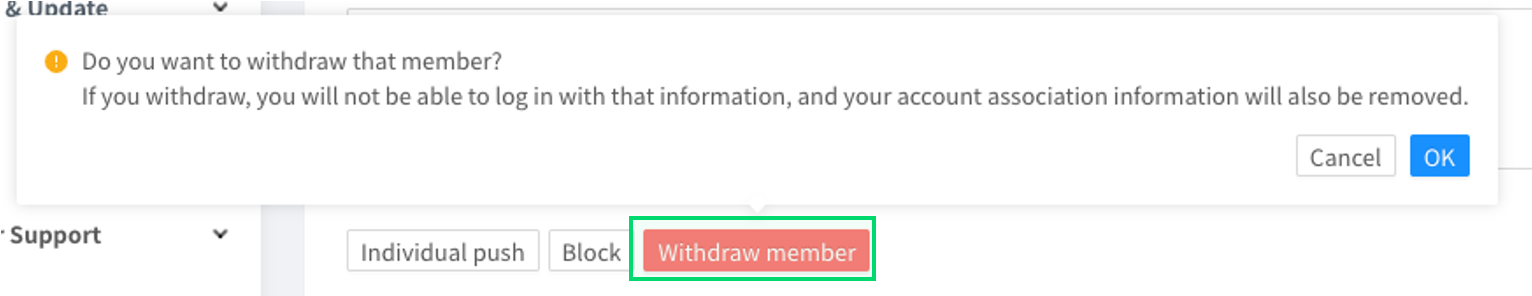 & Update
Do you want to withdraw that member?
If you withdraw, you will not be able to log in with that information, and your account association information will also be removed.
Cancel OK
Support
Individual push Block Withdraw member